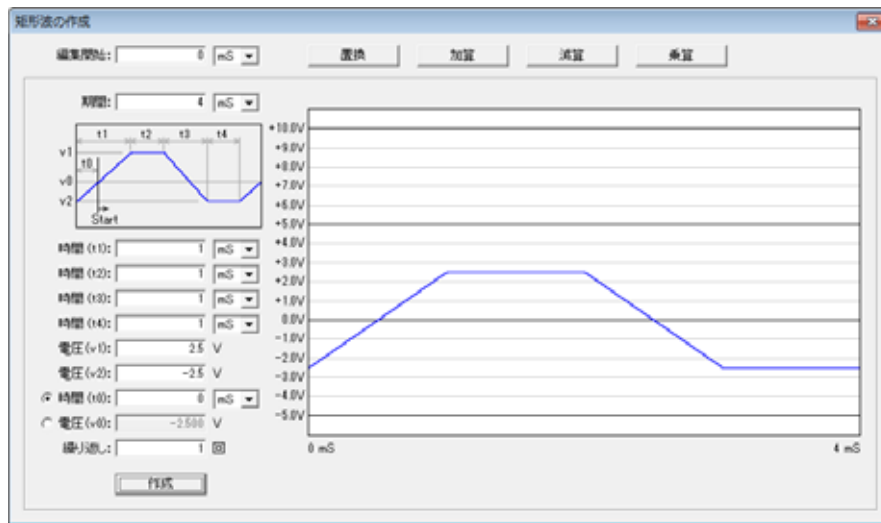 矩形波の作成
編集開始: 0 mS
置換 加算 減算 乗算
期間: 4 mS
t1 t2 t3 t4
v1
t0
v0
v2
Start
時間(t1): 1 mS
時間(t2): 1 mS
時間(t3): 1 mS
時間(t4): 1 mS
電圧(v1): 2.5 V
電圧(v2): -2.5 V
時間(t0): 0 mS
電圧(v0): -2.500 V
繰り返し: 1 回
作成
+10.0V
+9.0V
+8.0V
+7.0V
+6.0V
+5.0V
+4.0V
+3.0V
+2.0V
+1.0V
0.0V
-1.0V
-2.0V
-3.0V
-4.0V
-5.0V
0 mS 4 mS